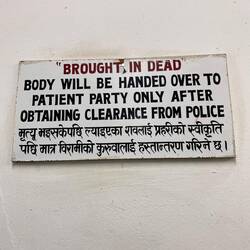 "BROUGHT, IN DEAD"
BODY WILL BE HANDED OVER TO
PATIENT PARTY ONLY AFTER
OBTAINING CLEARANCE FROM POLICE
मृत्यू भइसकेपछि ल्याइएका शवलाई प्रहरीको स्वीकृति
पछि मात्र विरामीको कुरुवालाई हस्तान्तरण गरिने छ।